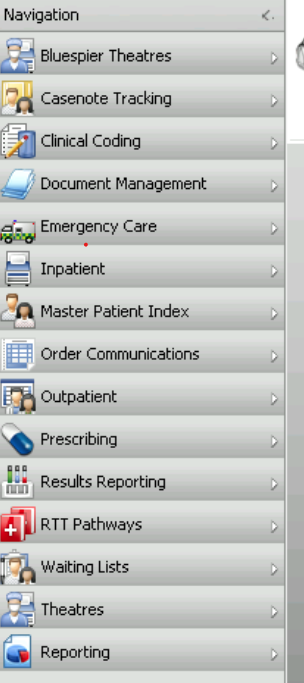 Navigation
Bluespier Theatres
Casenote Tracking
Clinical Coding
Document Management
Emergency Care
Inpatient
Master Patient Index
Order Communications
Outpatient
Prescribing
Results Reporting
RTT Pathways
Waiting Lists
Theatres
Reporting